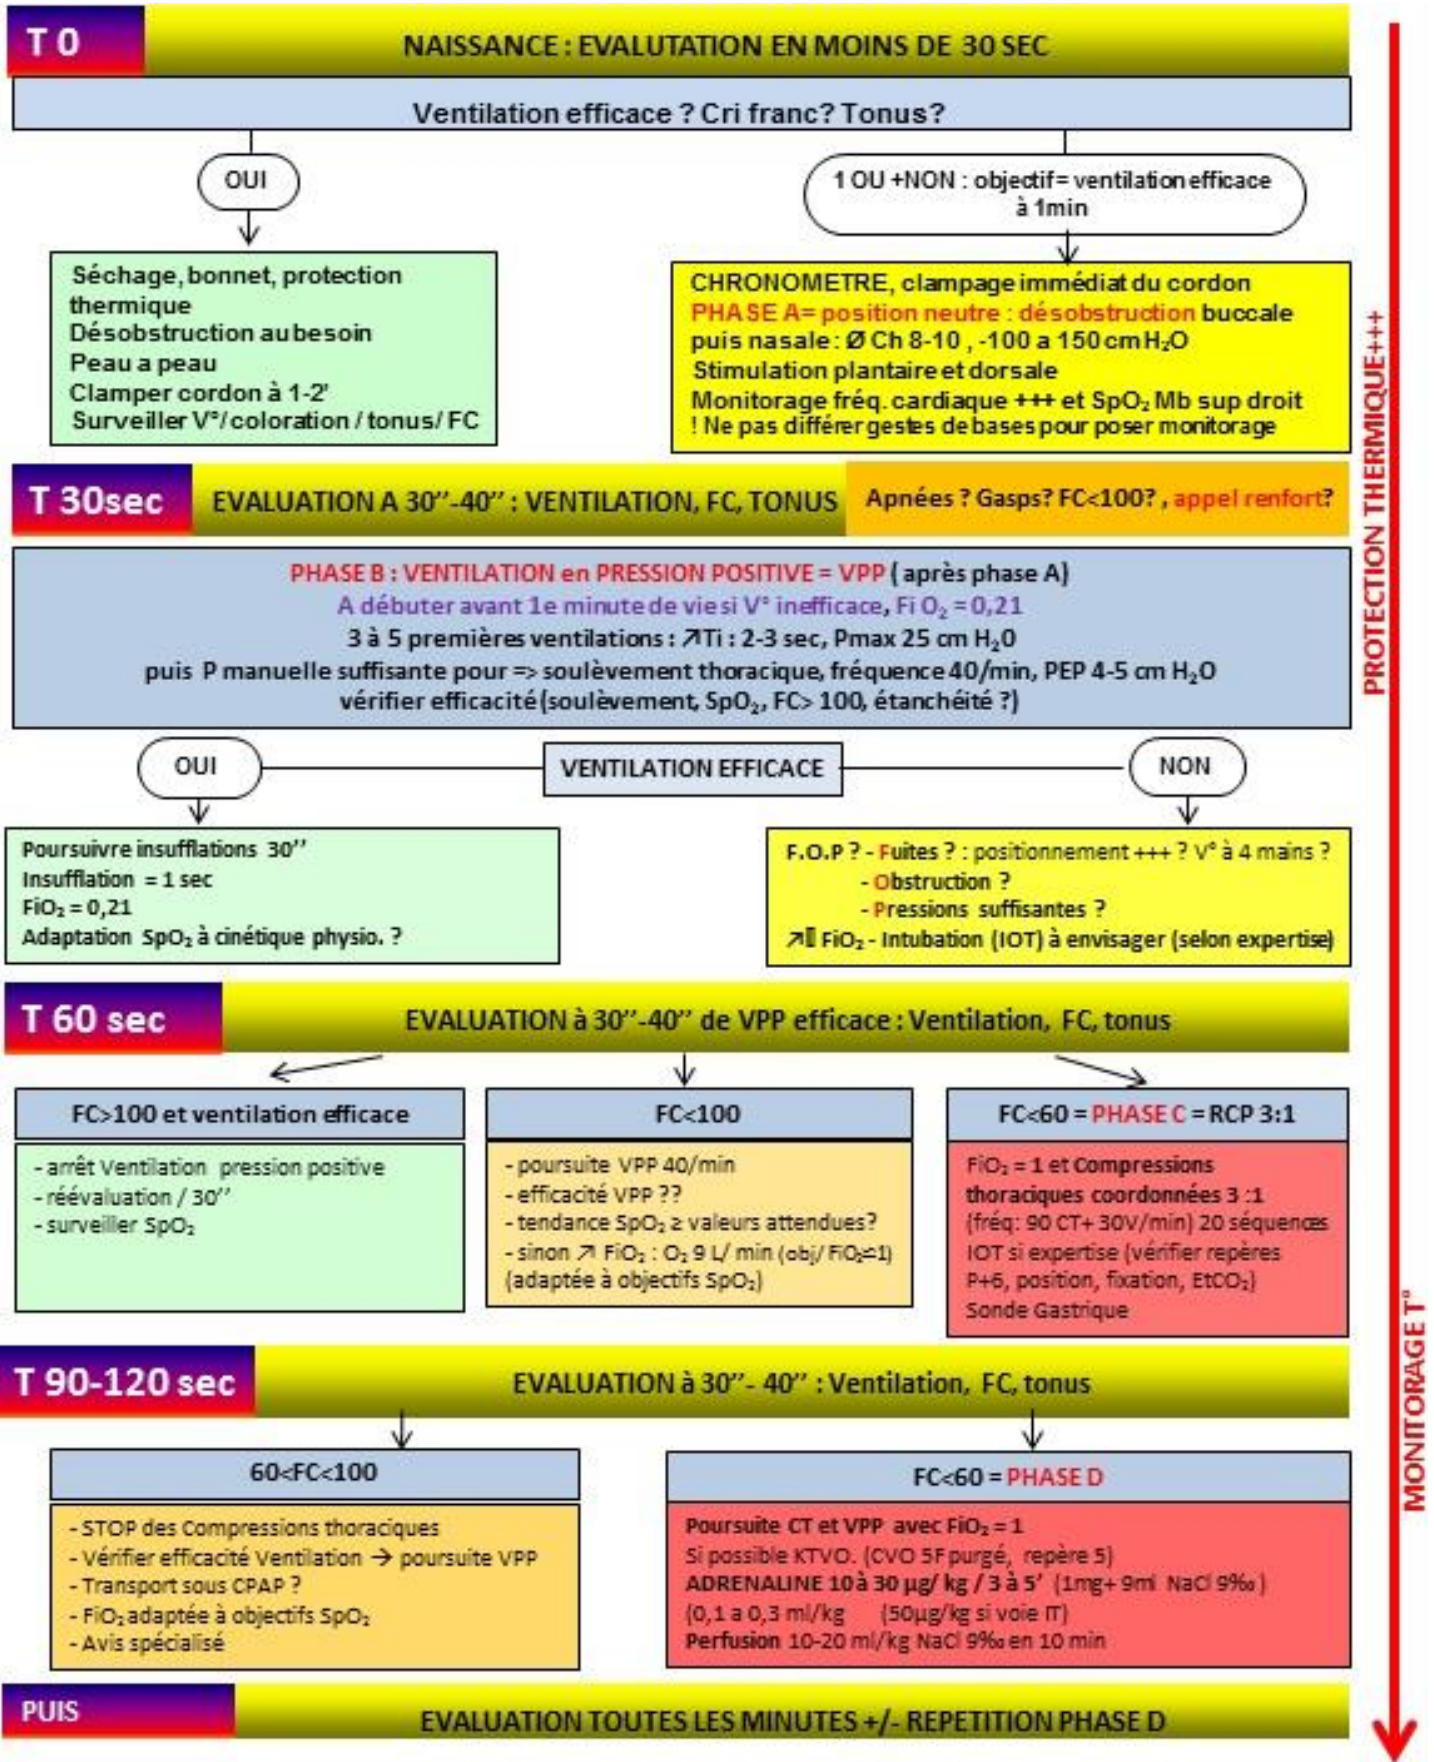 T 0
NAISSANCE : EVALUTATION EN MOINS DE 30 SEC
Ventilation efficace ? Cri franc? Tonus?
OUI
1 OU +NON : objectif= ventilation efficace
à 1min
Séchage, bonnet, protection
thermique
Désobstruction au besoin
Peau a peau
Clamper cordon à 1-2'
Surveiller V°/ coloration / tonus/ FC
CHRONOMETRE, clampage immédiat du cordon
PHASE A= position neutre : désobstruction buccale
puis nasale : Ø Ch 8-10 , -100 a 150 cm H₂O
Stimulation plantaire et dorsale
Monitorage fréq. cardiaque +++ et SpO₂ Mb sup droit
! Ne pas différer gestes de bases pour poser monitorage
T 30sec
EVALUATION A 30’’-40’’ : VENTILATION, FC, TONUS
Apnées ? Gasps? FC<100? , appel renfort?
PHASE B : VENTILATION en PRESSION POSITIVE = VPP ( après phase A)
A débuter avant 1e minute de vie si V° inefficace, Fi O₂ = 0,21
3 à 5 premières ventilations : ↗Ti : 2-3 sec, Pmax 25 cm H₂0
puis P manuelle suffisante pour => soulèvement thoracique, fréquence 40/min, PEP 4-5 cm H₂O
vérifier efficacité (soulèvement, SpO₂, FC> 100, étanchéité ?)
OUI
VENTILATION EFFICACE
NON
Poursuivre insufflations 30’’
Insufflation = 1 sec
FiO₂ = 0,21
Adaptation SpO₂ à cinétique physio. ?
F.O.P ? - Fuites ? : positionnement +++ ? V° à 4 mains ?
- Obstruction ?
- Pressions suffisantes ?
↗ FiO₂ - Intubation (IOT) à envisager (selon expertise)
T 60 sec
EVALUATION à 30’’-40’’ de VPP efficace : Ventilation, FC, tonus
FC>100 et ventilation efficace
- arrêt Ventilation pression positive
- réévaluation / 30’’
- surveiller SpO₂
FC<100
- poursuite VPP 40/min
- efficacité VPP ??
- tendance SpO₂ ≥ valeurs attendues?
- sinon ↗ FiO₂ : O₂ 9 L/ min (obj/ FiO₂=1)
(adaptée à objectifs SpO₂)
FC<60 = PHASE C = RCP 3:1
FiO₂ = 1 et Compressions
thoraciques coordonnées 3 :1
(fréq: 90 CT+ 30V/min) 20 séquences
IOT si expertise (vérifier repères
P+6, position, fixation, EtCO₂)
Sonde Gastrique
T 90-120 sec
EVALUATION à 30’’- 40’’ : Ventilation, FC, tonus
60<FC<100
- STOP des Compressions thoraciques
- Vérifier efficacité Ventilation → poursuite VPP
- Transport sous CPAP ?
- FiO₂ adaptée à objectifs SpO₂
- Avis spécialisé
FC<60 = PHASE D
Poursuite CT et VPP avec FiO₂ = 1
Si possible KTVO. (CVO 5F purgé, repère 5)
ADRENALINE 10 à 30 µg/ kg / 3 à 5’ (1mg+ 9ml NaCl 9‰ )
(0,1 a 0,3 ml/kg (50µg/kg si voie IT)
Perfusion 10-20 ml/kg NaCl 9‰ en 10 min
PUIS
EVALUATION TOUTES LES MINUTES +/- REPETITION PHASE D
PROTECTION THERMIQUE+++
MONITORAGE T°